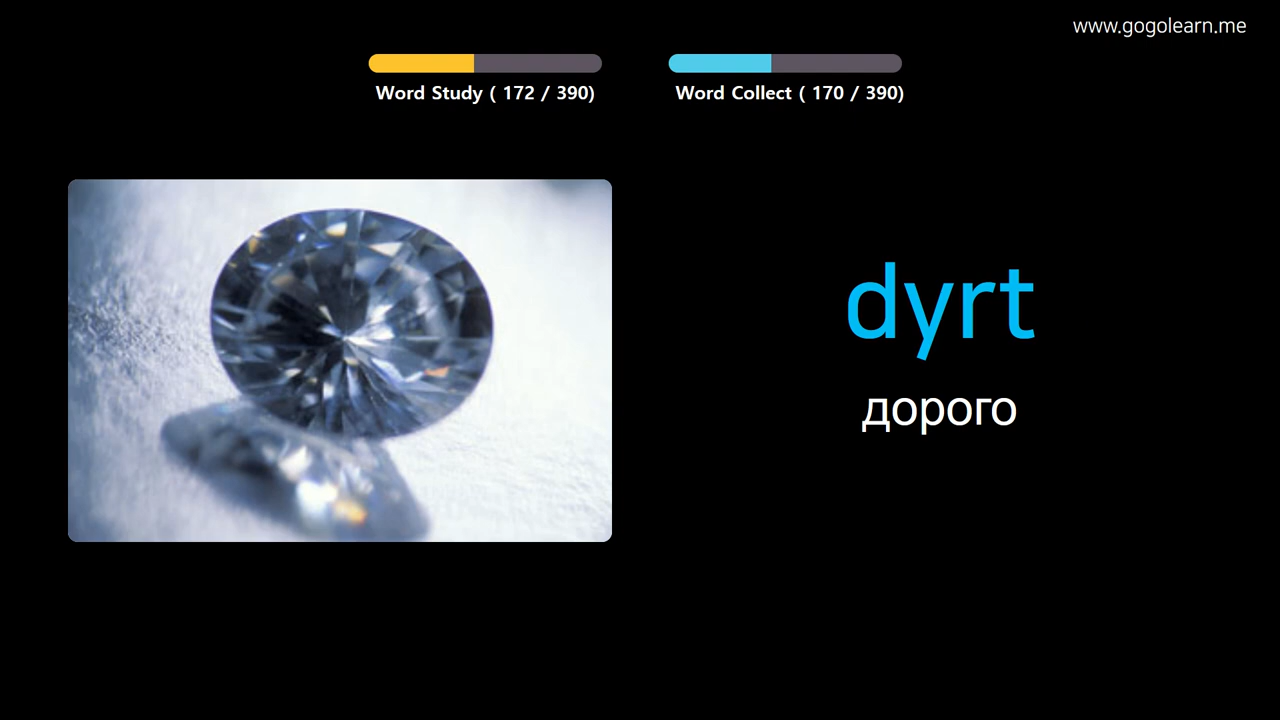 www.gogolearn.me
Word Study ( 172 / 390)
Word Collect ( 170 / 390)
dyrt
дорого